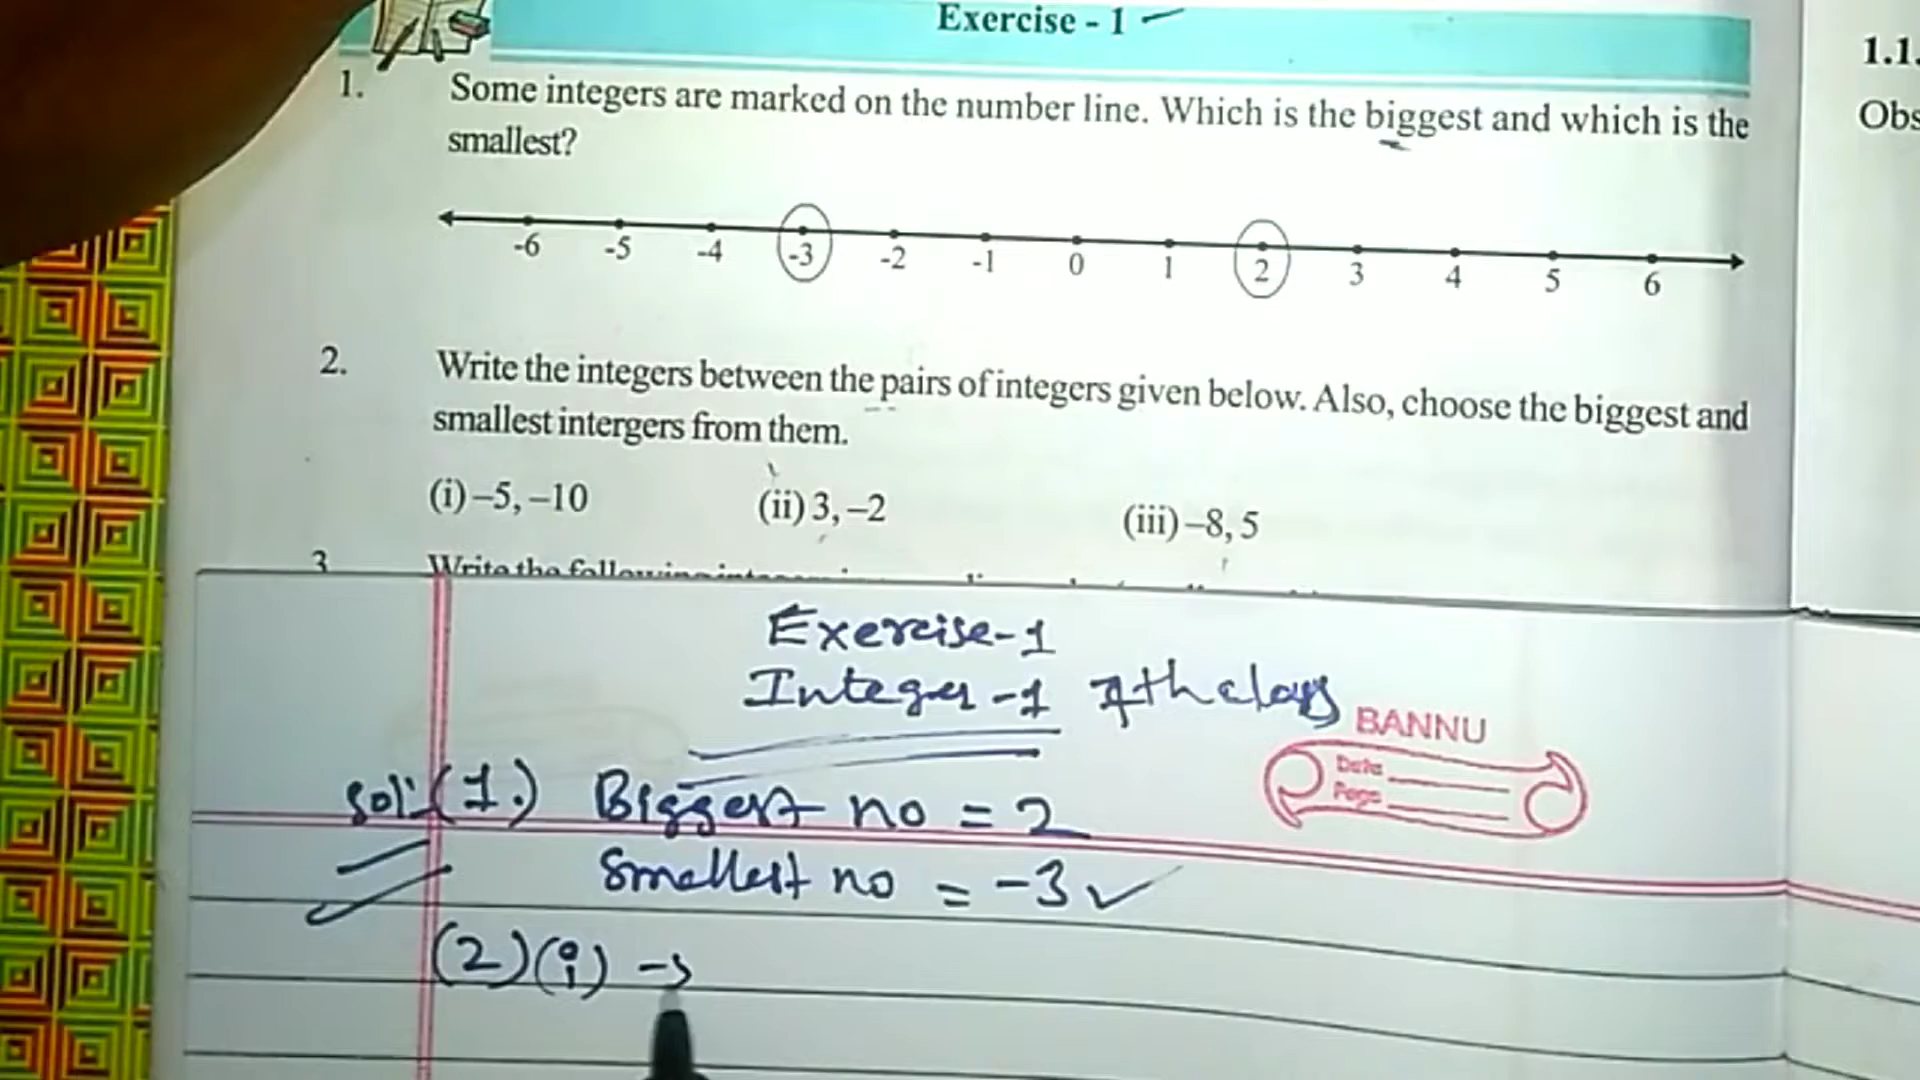 Exercise - 1
1.1.
1. Some integers are marked on the number line. Which is the biggest and which is the
Obs
smallest?
-6 -5 -4 -3 -2 -1 0 1 2 3 4 5 6
2. Write the integers between the pairs of integers given below. Also, choose the biggest and
smallest intergers from them.
(i) –5, –10 (ii) 3, –2 (iii) –8, 5
3 Write the following
Exercise-1
Integer-1 7th class
BANNU
Date
Page
Sol: (1.) Biggest no = 2
Smallest no = -3 ✓
(2) (i)